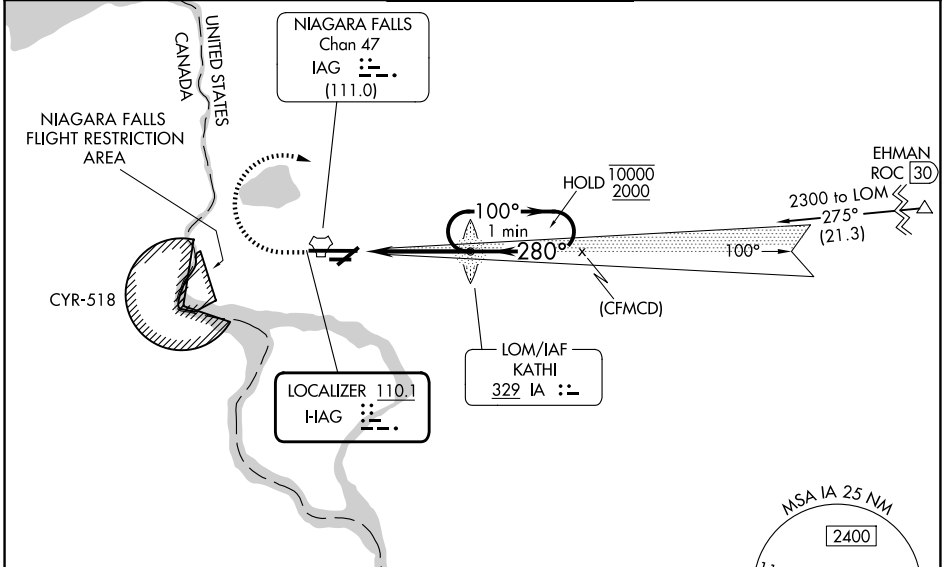 UNITED STATES
CANADA
NIAGARA FALLS
Chan 47
IAG
(111.0)
NIAGARA FALLS
FLIGHT RESTRICTION
AREA
EHMAN
ROC 30
HOLD 10000
2000
2300 to LOM
275°
(21.3)
100°
1 min
280°
100°
(CFMCD)
CYR-518
LOM/IAF
KATHI
329 IA
LOCALIZER 110.1
I-IAG
MSA IA 25 NM
2400